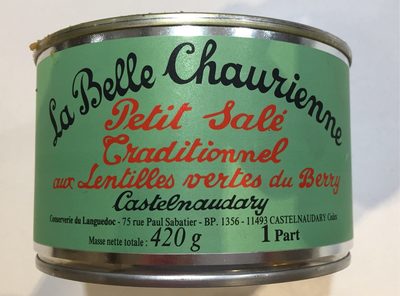 La Belle Chaurienne
Petit Salé
Traditionnel
aux Lentilles vertes du Berry
Castelnaudary
Conserverie du Languedoc - 75 rue Paul Sabatier - BP. 1356 - 11493 CASTELNAUDARY Cédex
Masse nette totale : 420 g 1 Part